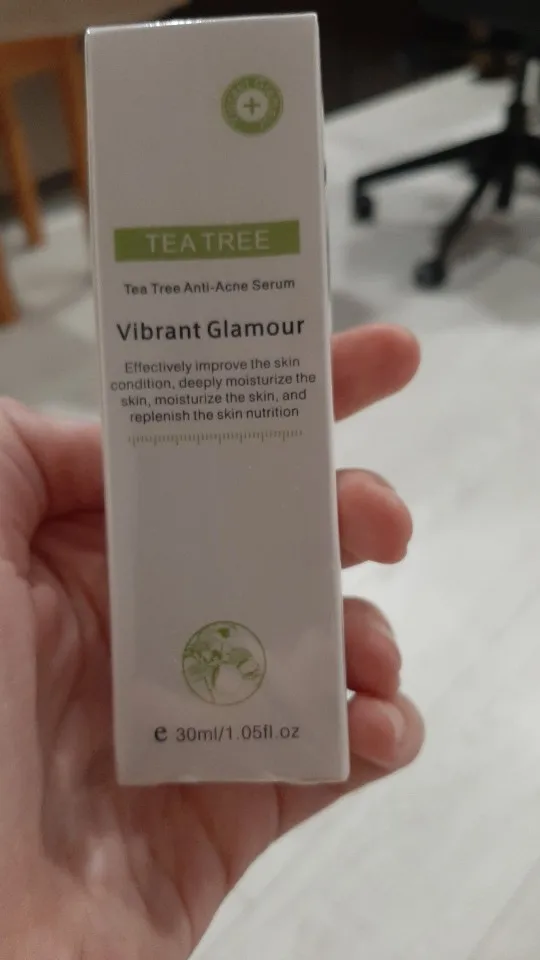 TEA TREE
Tea Tree Anti-Acne Serum
Vibrant Glamour
Effectively improve the skin
condition, deeply moisturize the
skin, moisturize the skin, and
replenish the skin nutrition
e 30ml/1.05fl.oz